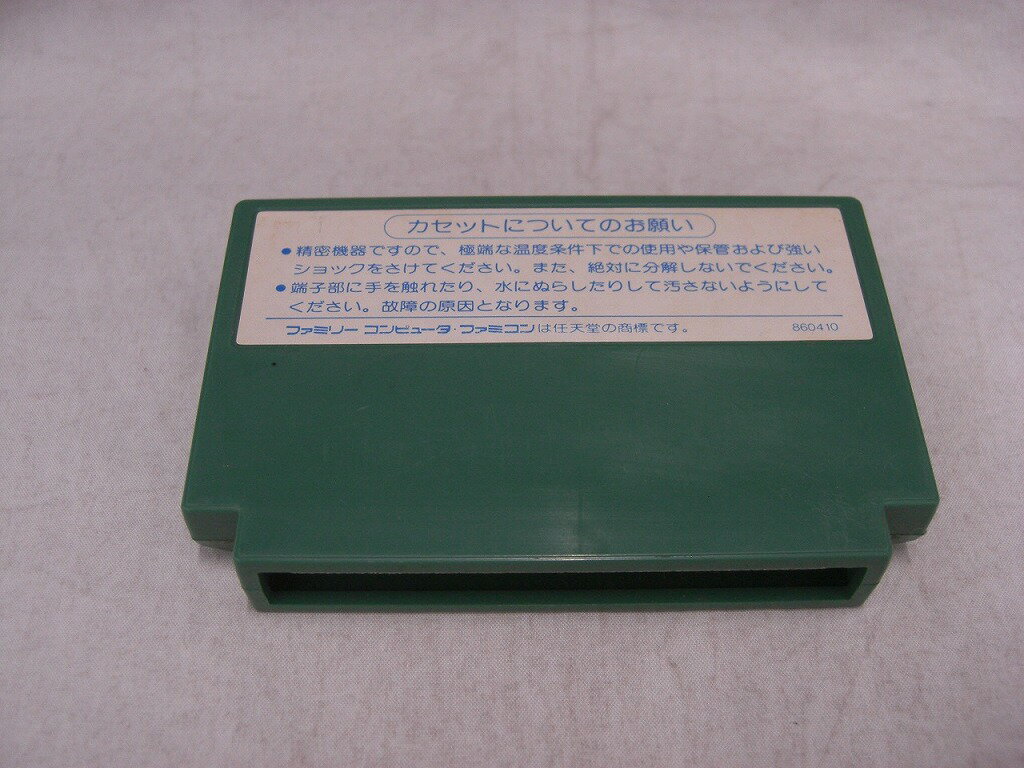 カセットについてのお願い
●精密機器ですので、極端な温度条件下での使用や保管および強い
ショックをさけてください。また、絶対に分解しないでください。
●端子部に手を触れたり、水にぬらしたりして汚さないようにして
ください。故障の原因となります。
ファミリー コンピュータ・ファミコンは任天堂の商標です。 860410